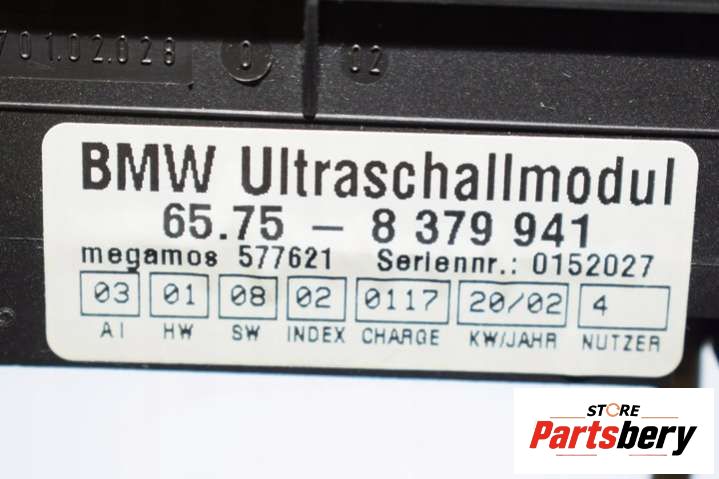 701.02.028 0 02
BMW Ultraschallmodul
65.75 – 8 379 941
megamos 577621 Seriennr.: 0152027
03 01 08 02 0117 20/02 4
AI HW SW INDEX CHARGE KW/JAHR NUTZER
STORE
Partsbery